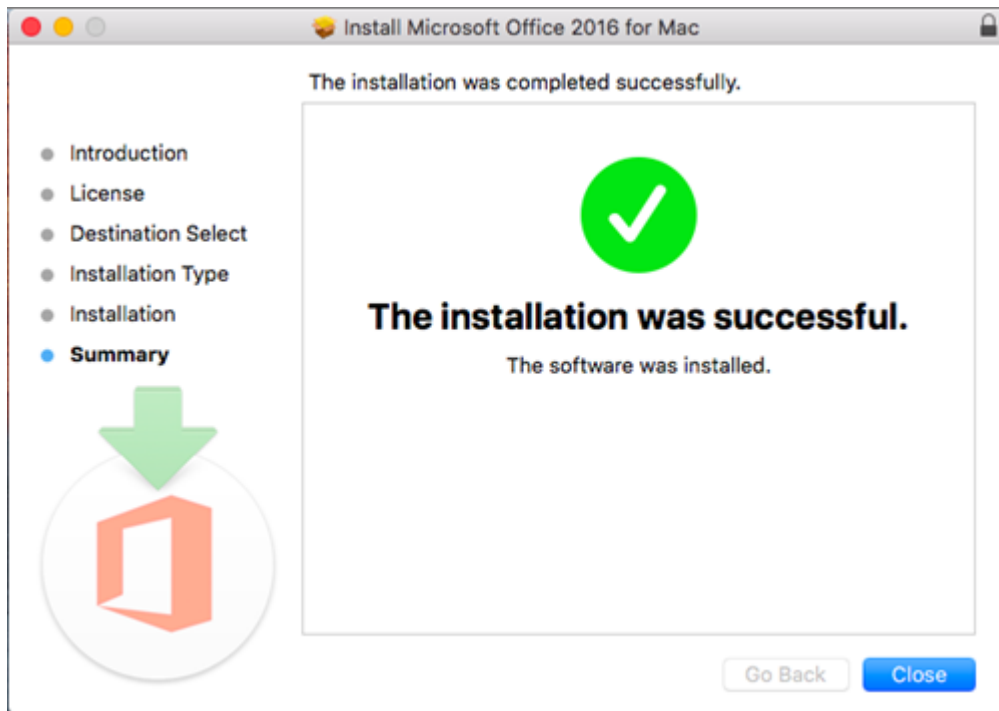 Install Microsoft Office 2016 for Mac
The installation was completed successfully.
Introduction
License
Destination Select
Installation Type
Installation
Summary
The installation was successful.
The software was installed.
Go Back
Close